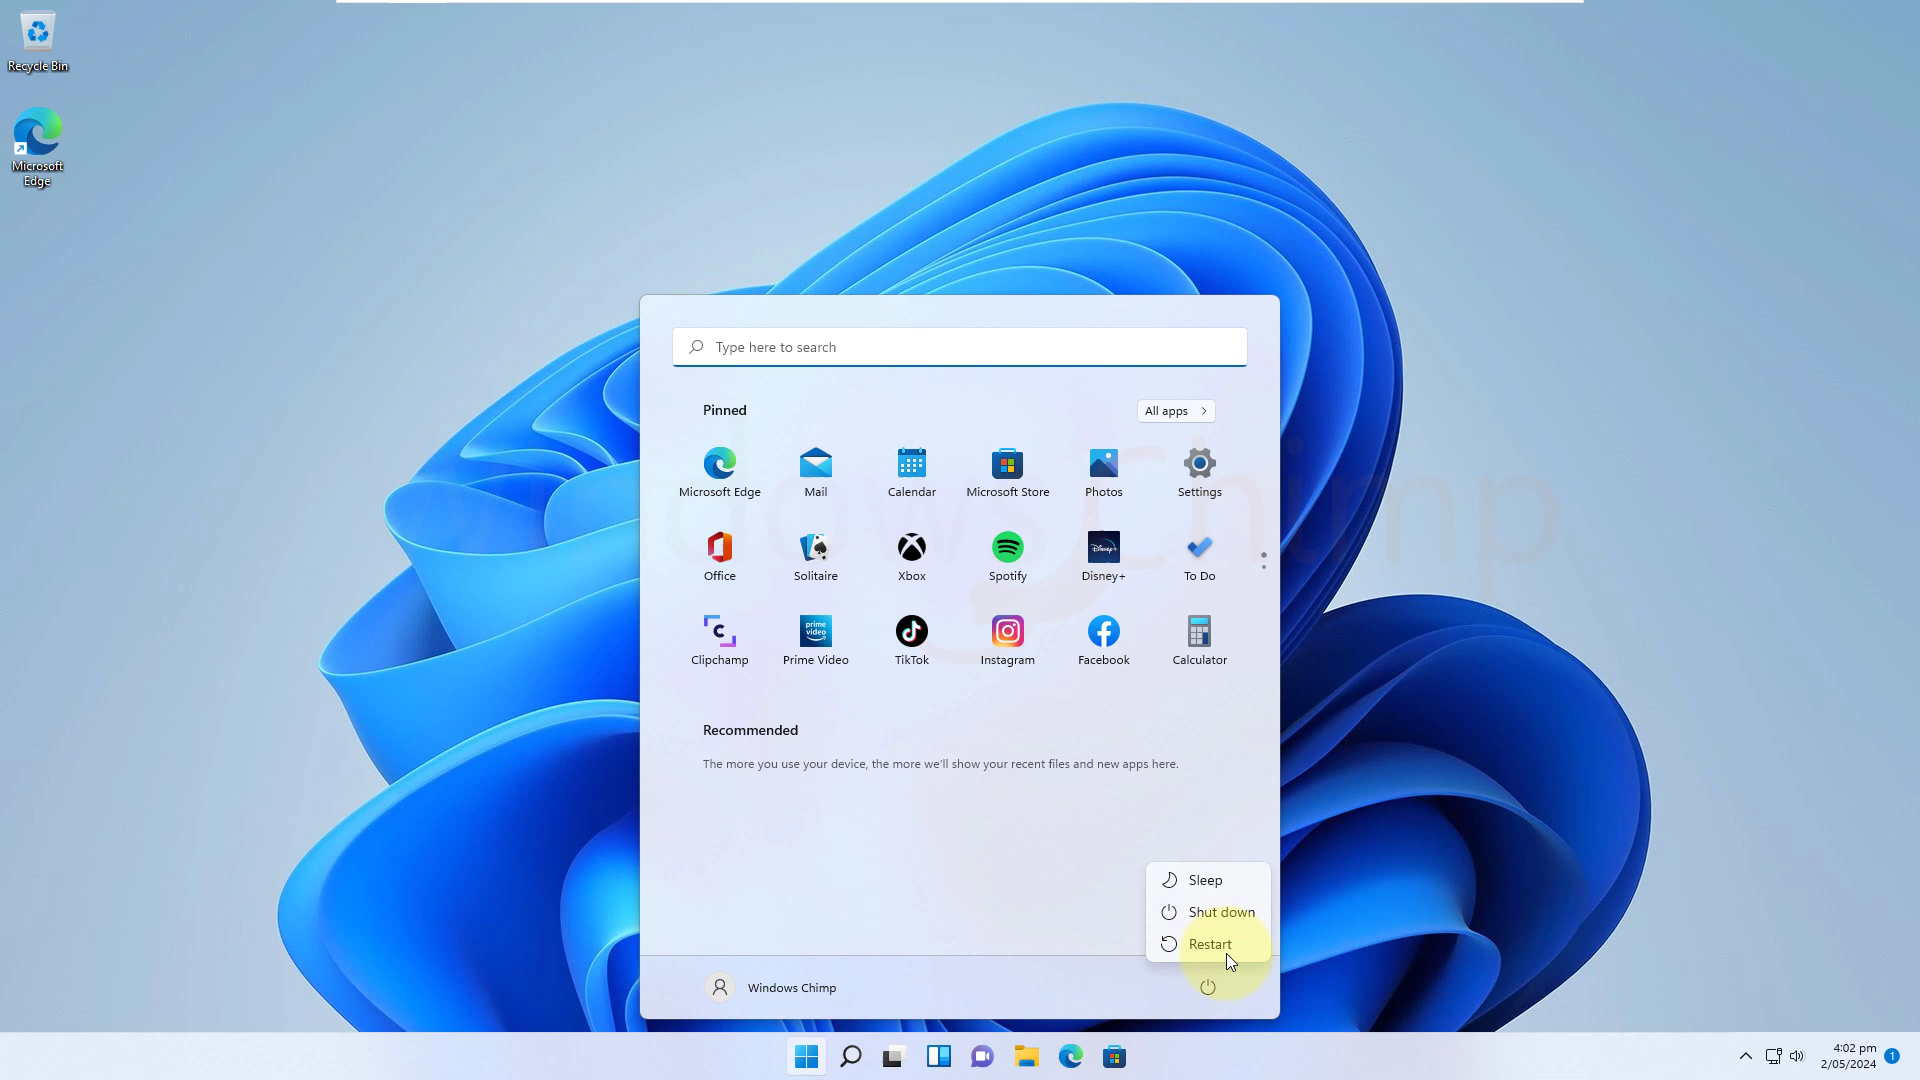 Recycle Bin
Microsoft
Edge
Type here to search
Pinned
All apps
Microsoft Edge
Mail
Calendar
Microsoft Store
Photos
Settings
Office
Solitaire
Xbox
Spotify
Disney+
To Do
Clipchamp
prime video
Prime Video
TikTok
Instagram
Facebook
Calculator
Recommended
The more you use your device, the more we'll show your recent files and new apps here.
Sleep
Shut down
Restart
Windows Chimp
4:02 pm
2/05/2024
1